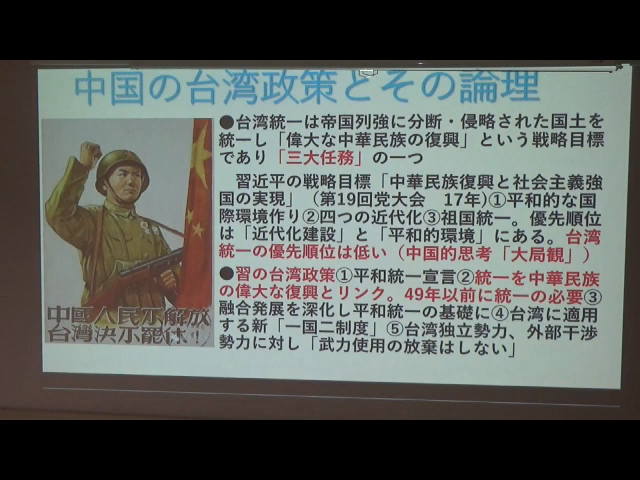 中国の台湾政策とその論理
●台湾統一は帝国列強に分断・侵略された国土を
統一し「偉大な中華民族の復興」という戦略目標
であり「三大任務」の一つ
習近平の戦略目標「中華民族復興と社会主義強
国の実現」（第19回党大会　17年)①平和的な国
際環境作り②四つの近代化③祖国統一。優先順位
は「近代化建設」と「平和的環境」にある。台湾
統一の優先順位は低い（中国的思考「大局観」）
●習の台湾政策①平和統一宣言②統一を中華民族
の偉大な復興とリンク。49年以前に統一の必要③
融合発展を深化し平和統一の基礎に④台湾に適用
する新「一国二制度」⑤台湾独立勢力、外部干渉
勢力に対し「武力使用の放棄はしない」
中國人民不解放
台灣決不罷休！